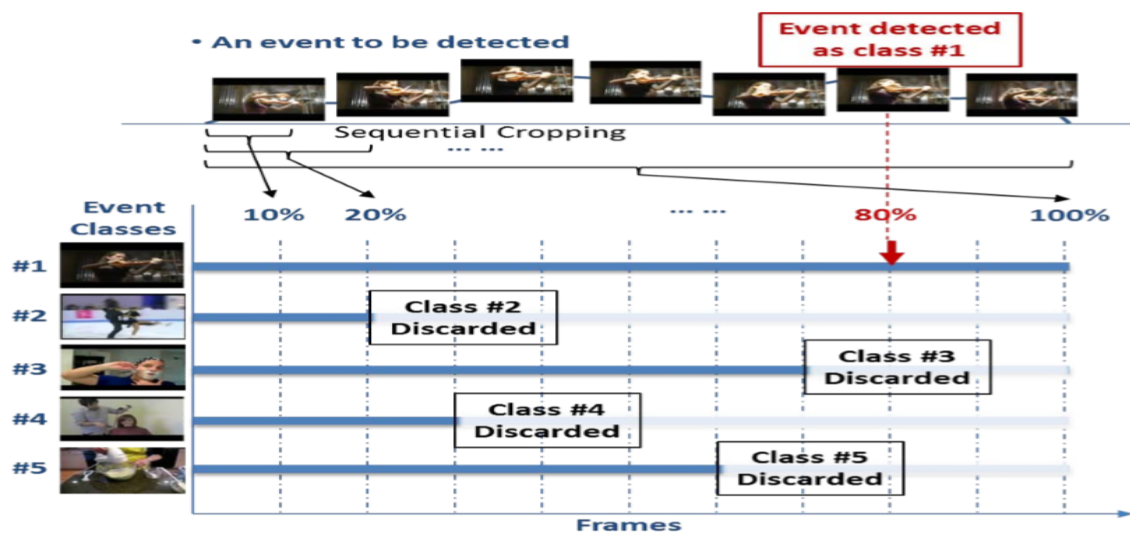 • An event to be detected
Event detected
as class #1
Sequential Cropping
... ...
Event
Classes
10%
20%
... ...
80%
100%
#1
#2
Class #2
Discarded
#3
Class #3
Discarded
#4
Class #4
Discarded
#5
Class #5
Discarded
Frames